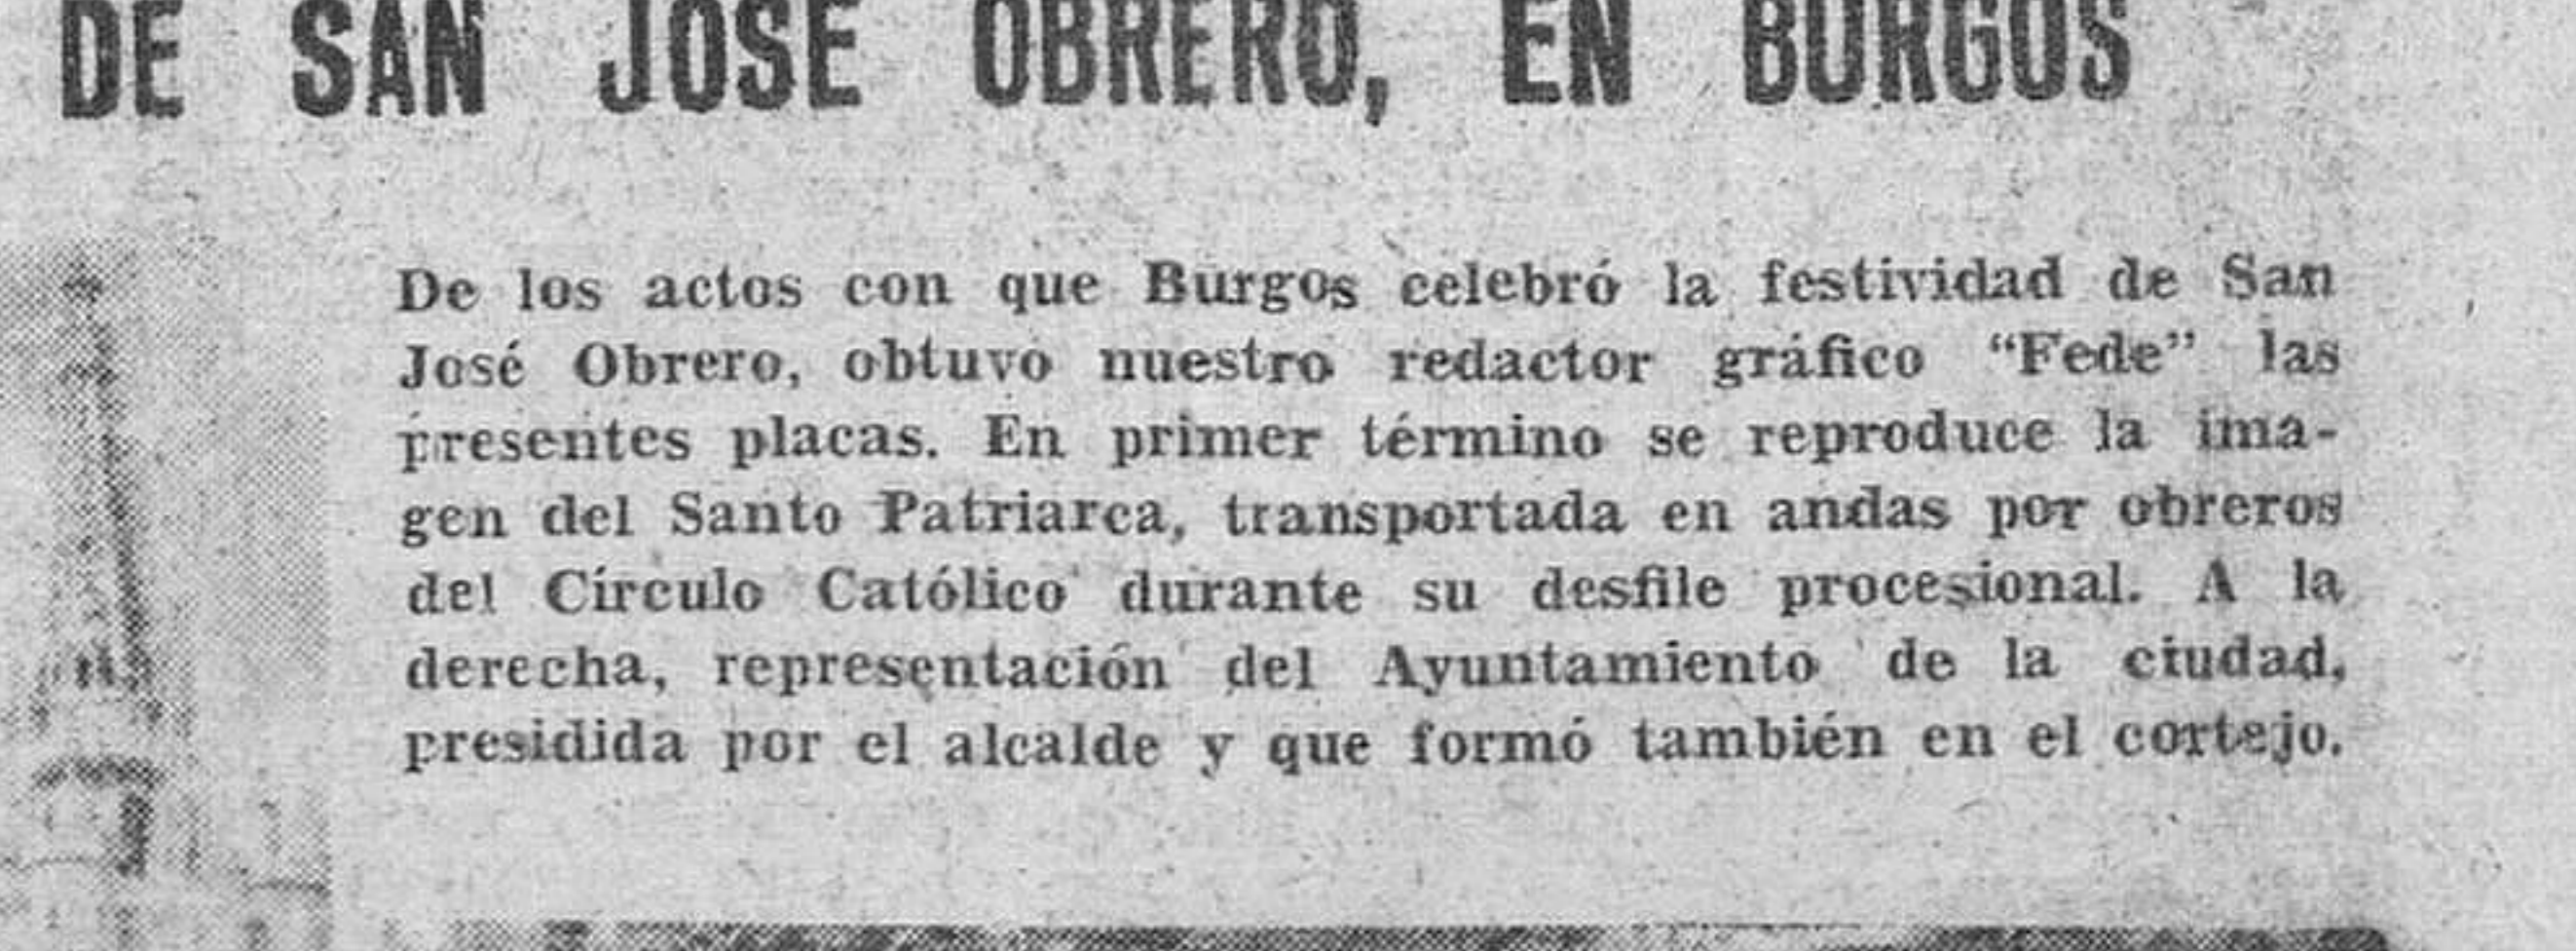 DE SAN JOSE OBRERO, EN BURGOS
De los actos con que Burgos celebró la festividad de San
José Obrero, obtuvo nuestro redactor gráfico “Fede” las
presentes placas. En primer término se reproduce la ima-
gen del Santo Patriarca, transportada en andas por obreros
del Círculo Católico durante su desfile procesional. A la
derecha, representación del Ayuntamiento de la ciudad,
presidida por el alcalde y que formó también en el cortejo.